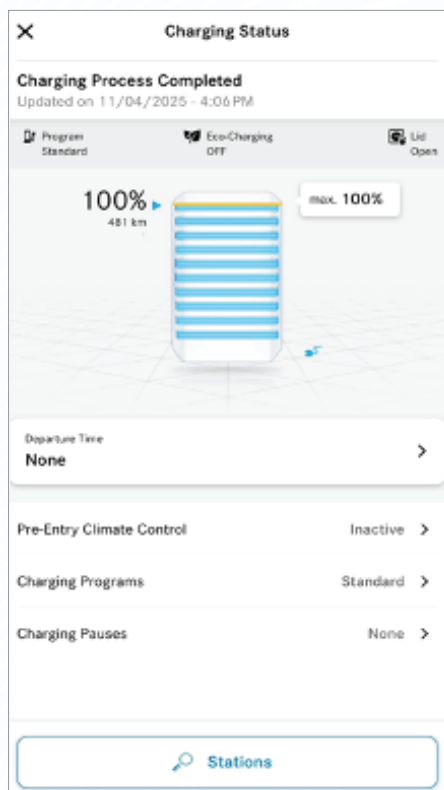 Charging Status
Charging Process Completed
Updated on 11/04/2025 - 4:06 PM
Program
Standard
Eco-Charging
OFF
Lid
Open
100%
481 km
max. 100%
Departure Time
None
Pre-Entry Climate Control Inactive
Charging Programs Standard
Charging Pauses None
Stations